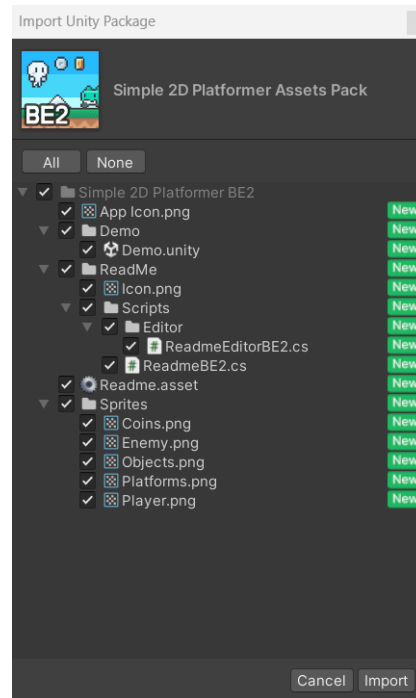 Import Unity Package
BE2
Simple 2D Platformer Assets Pack
All None
Simple 2D Platformer BE2
App Icon.png New
Demo New
Demo.unity New
ReadMe New
Icon.png New
Scripts New
Editor New
ReadmeEditorBE2.cs New
ReadmeBE2.cs New
Readme.asset New
Sprites New
Coins.png New
Enemy.png New
Objects.png New
Platforms.png New
Player.png New
Cancel Import